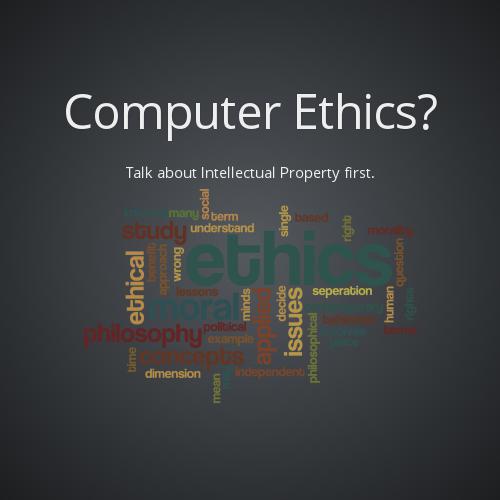 Computer Ethics?
Talk about Intellectual Property first.
social
many
term
single
based
right
study
understand
morality
ethics
question
ethical
benefit
approach
wrong
lessons
moral
minds
applied
decide
issues
seperation
human
rights
philosophy
political
example
philosophical
time
concepts
dimension
independent
mean